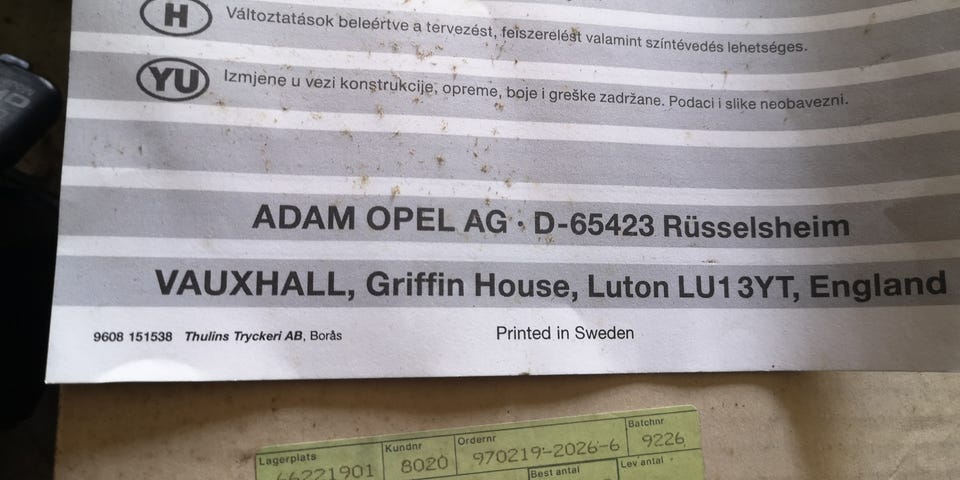 H Változtatások beleértve a tervezést, felszerelést valamint színtévedés lehetséges.
YU Izmjene u vezi konstrukcije, opreme, boje i greške zadržane. Podaci i slike neobavezni.
ADAM OPEL AG · D-65423 Rüsselsheim
VAUXHALL, Griffin House, Luton LU1 3YT, England
9608 151538 Thulins Tryckeri AB, Borås Printed in Sweden
Lagerplats Kundnr Ordernr Batchnr
66221901 8020 970219-2026-6 9226
Best antal Lev antal